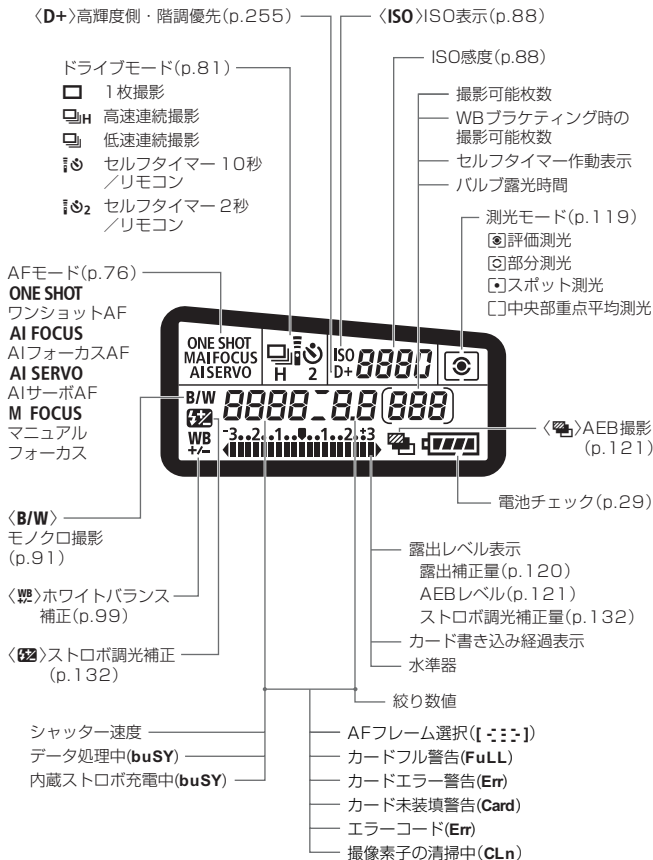 〈D+〉高輝度側・階調優先(p.255)
〈ISO〉ISO表示(p.88)
ISO感度(p.88)
ドライブモード(p.81)
1枚撮影
H 高速連続撮影
低速連続撮影
セルフタイマー 10秒
／リモコン
2 セルフタイマー 2秒
／リモコン
撮影可能枚数
WBブラケティング時の
撮影可能枚数
セルフタイマー作動表示
バルブ露光時間
測光モード(p.119)
評価測光
部分測光
スポット測光
中央部重点平均測光
AFモード(p.76)
ONE SHOT
ワンショットAF
AI FOCUS
AIフォーカスAF
AI SERVO
AIサーボAF
M FOCUS
マニュアル
フォーカス
ONE SHOT
MAIFOCUS
AISERVO
H 2
ISO
D+
8880
B/W
8888 8.8 (888)
WB
+/−
-3..2..1..0..1..2..+3
〈B/W〉
モノクロ撮影
(p.91)
〈WB+/−〉ホワイトバランス
補正(p.99)
ストロボ調光補正
(p.132)
AEB撮影
(p.121)
電池チェック(p.29)
露出レベル表示
露出補正量(p.120)
AEBレベル(p.121)
ストロボ調光補正量(p.132)
カード書き込み経過表示
水準器
絞り数値
シャッター速度
データ処理中(buSY)
内蔵ストロボ充電中(buSY)
AFフレーム選択([ -:::- ])
カードフル警告(FuLL)
カードエラー警告(Err)
カード未装填警告(Card)
エラーコード(Err)
撮像素子の清掃中(CLn)